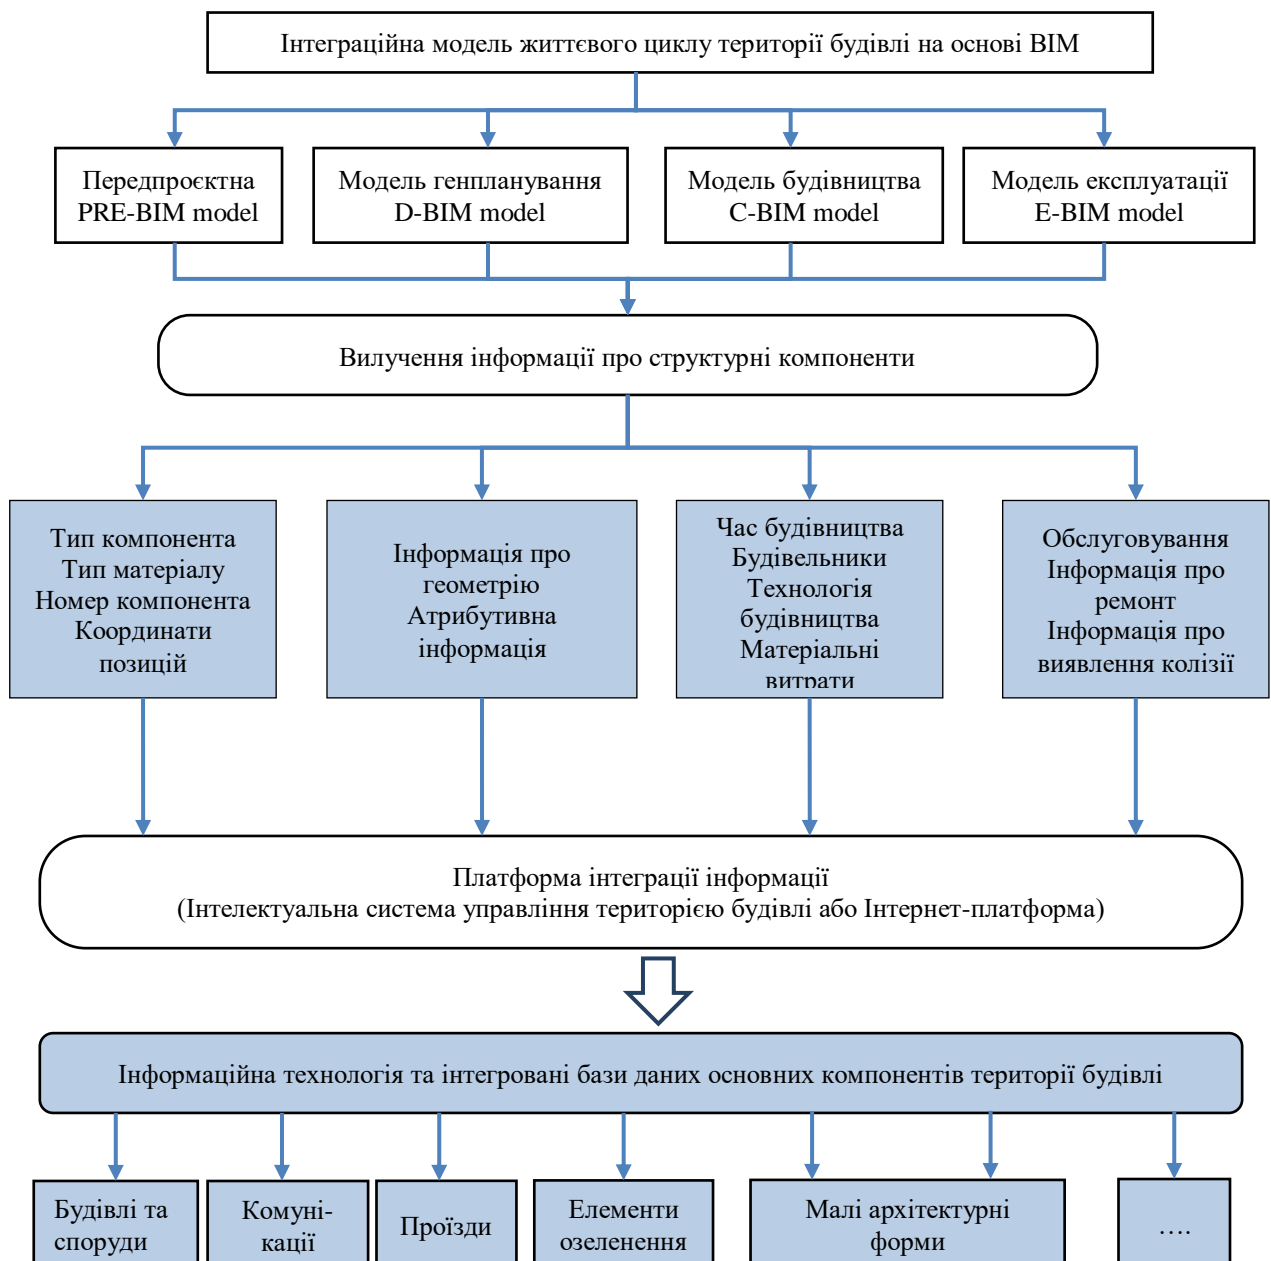 Інтеграційна модель життєвого циклу території будівлі на основі BIM
Передпроєктна
PRE-BIM model
Модель генпланування
D-BIM model
Модель будівництва
C-BIM model
Модель експлуатації
E-BIM model
Вилучення інформації про структурні компоненти
Тип компонента
Тип матеріалу
Номер компонента
Координати
позицій
Інформація про
геометрію
Атрибутивна
інформація
Час будівництва
Будівельники
Технологія
будівництва
Матеріальні
витрати
Обслуговування
Інформація про
ремонт
Інформація про
виявлення колізії
Платформа інтеграції інформації
(Інтелектуальна система управління територією будівлі або Інтернет-платформа)
Інформаційна технологія та інтегровані бази даних основних компонентів території будівлі
Будівлі та
споруди
Комуні-
кації
Проїзди
Елементи
озеленення
Малі архітектурні
форми
….